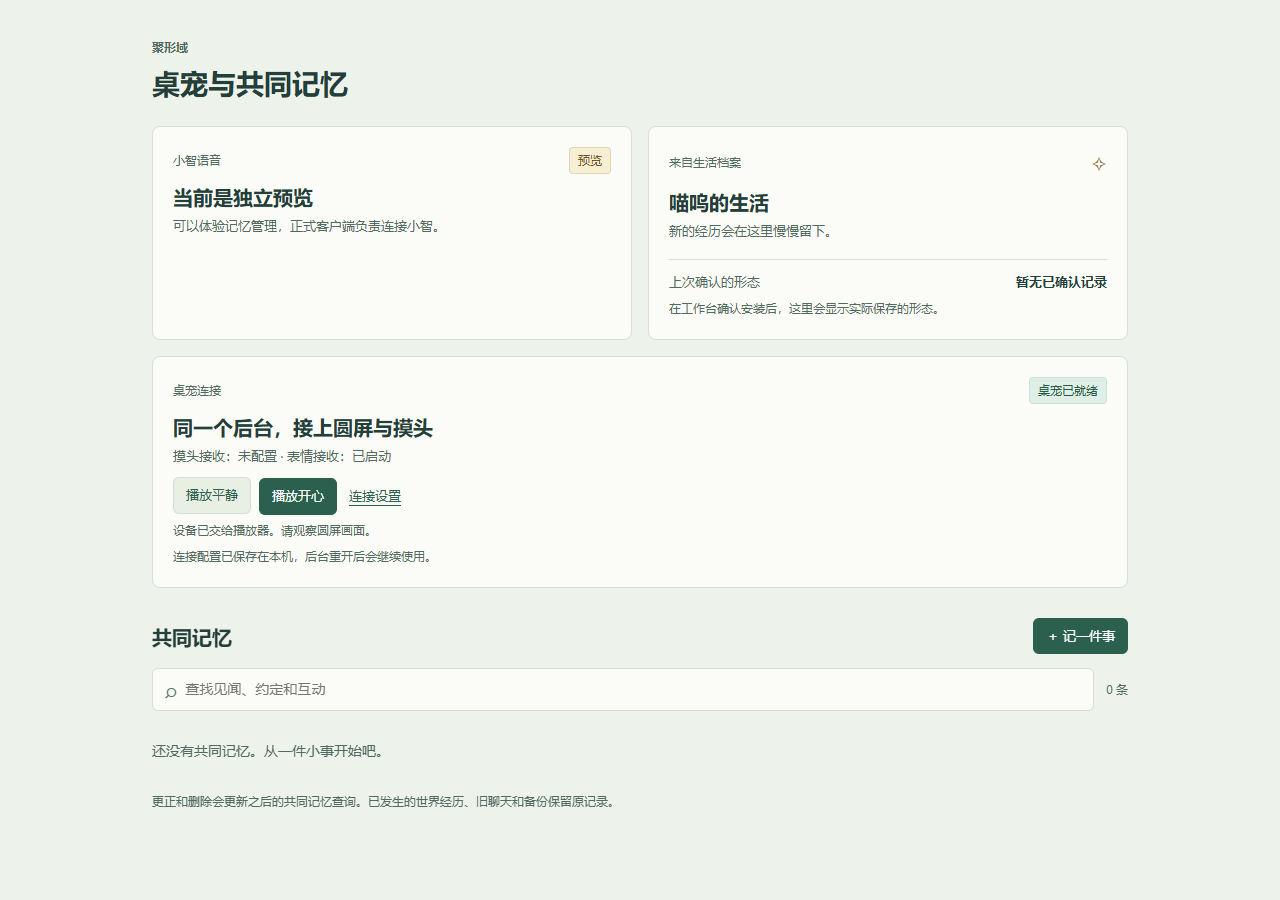 聚形域
桌宠与共同记忆
小智语音
预览
当前是独立预览
可以体验记忆管理，正式客户端负责连接小智。
来自生活档案
喵呜的生活
新的经历会在这里慢慢留下。
上次确认的形态
暂无已确认记录
在工作台确认安装后，这里会显示实际保存的形态。
桌宠连接
桌宠已就绪
同一个后台，接上圆屏与摸头
摸头接收：未配置 · 表情接收：已启动
播放平静
播放开心
连接设置
设备已交给播放器。请观察圆屏画面。
连接配置已保存在本机，后台重开后会继续使用。
共同记忆
+ 记一件事
查找见闻、约定和互动
0 条
还没有共同记忆。从一件小事开始吧。
更正和删除会更新之后的共同记忆查询。已发生的世界经历、旧聊天和备份保留原记录。